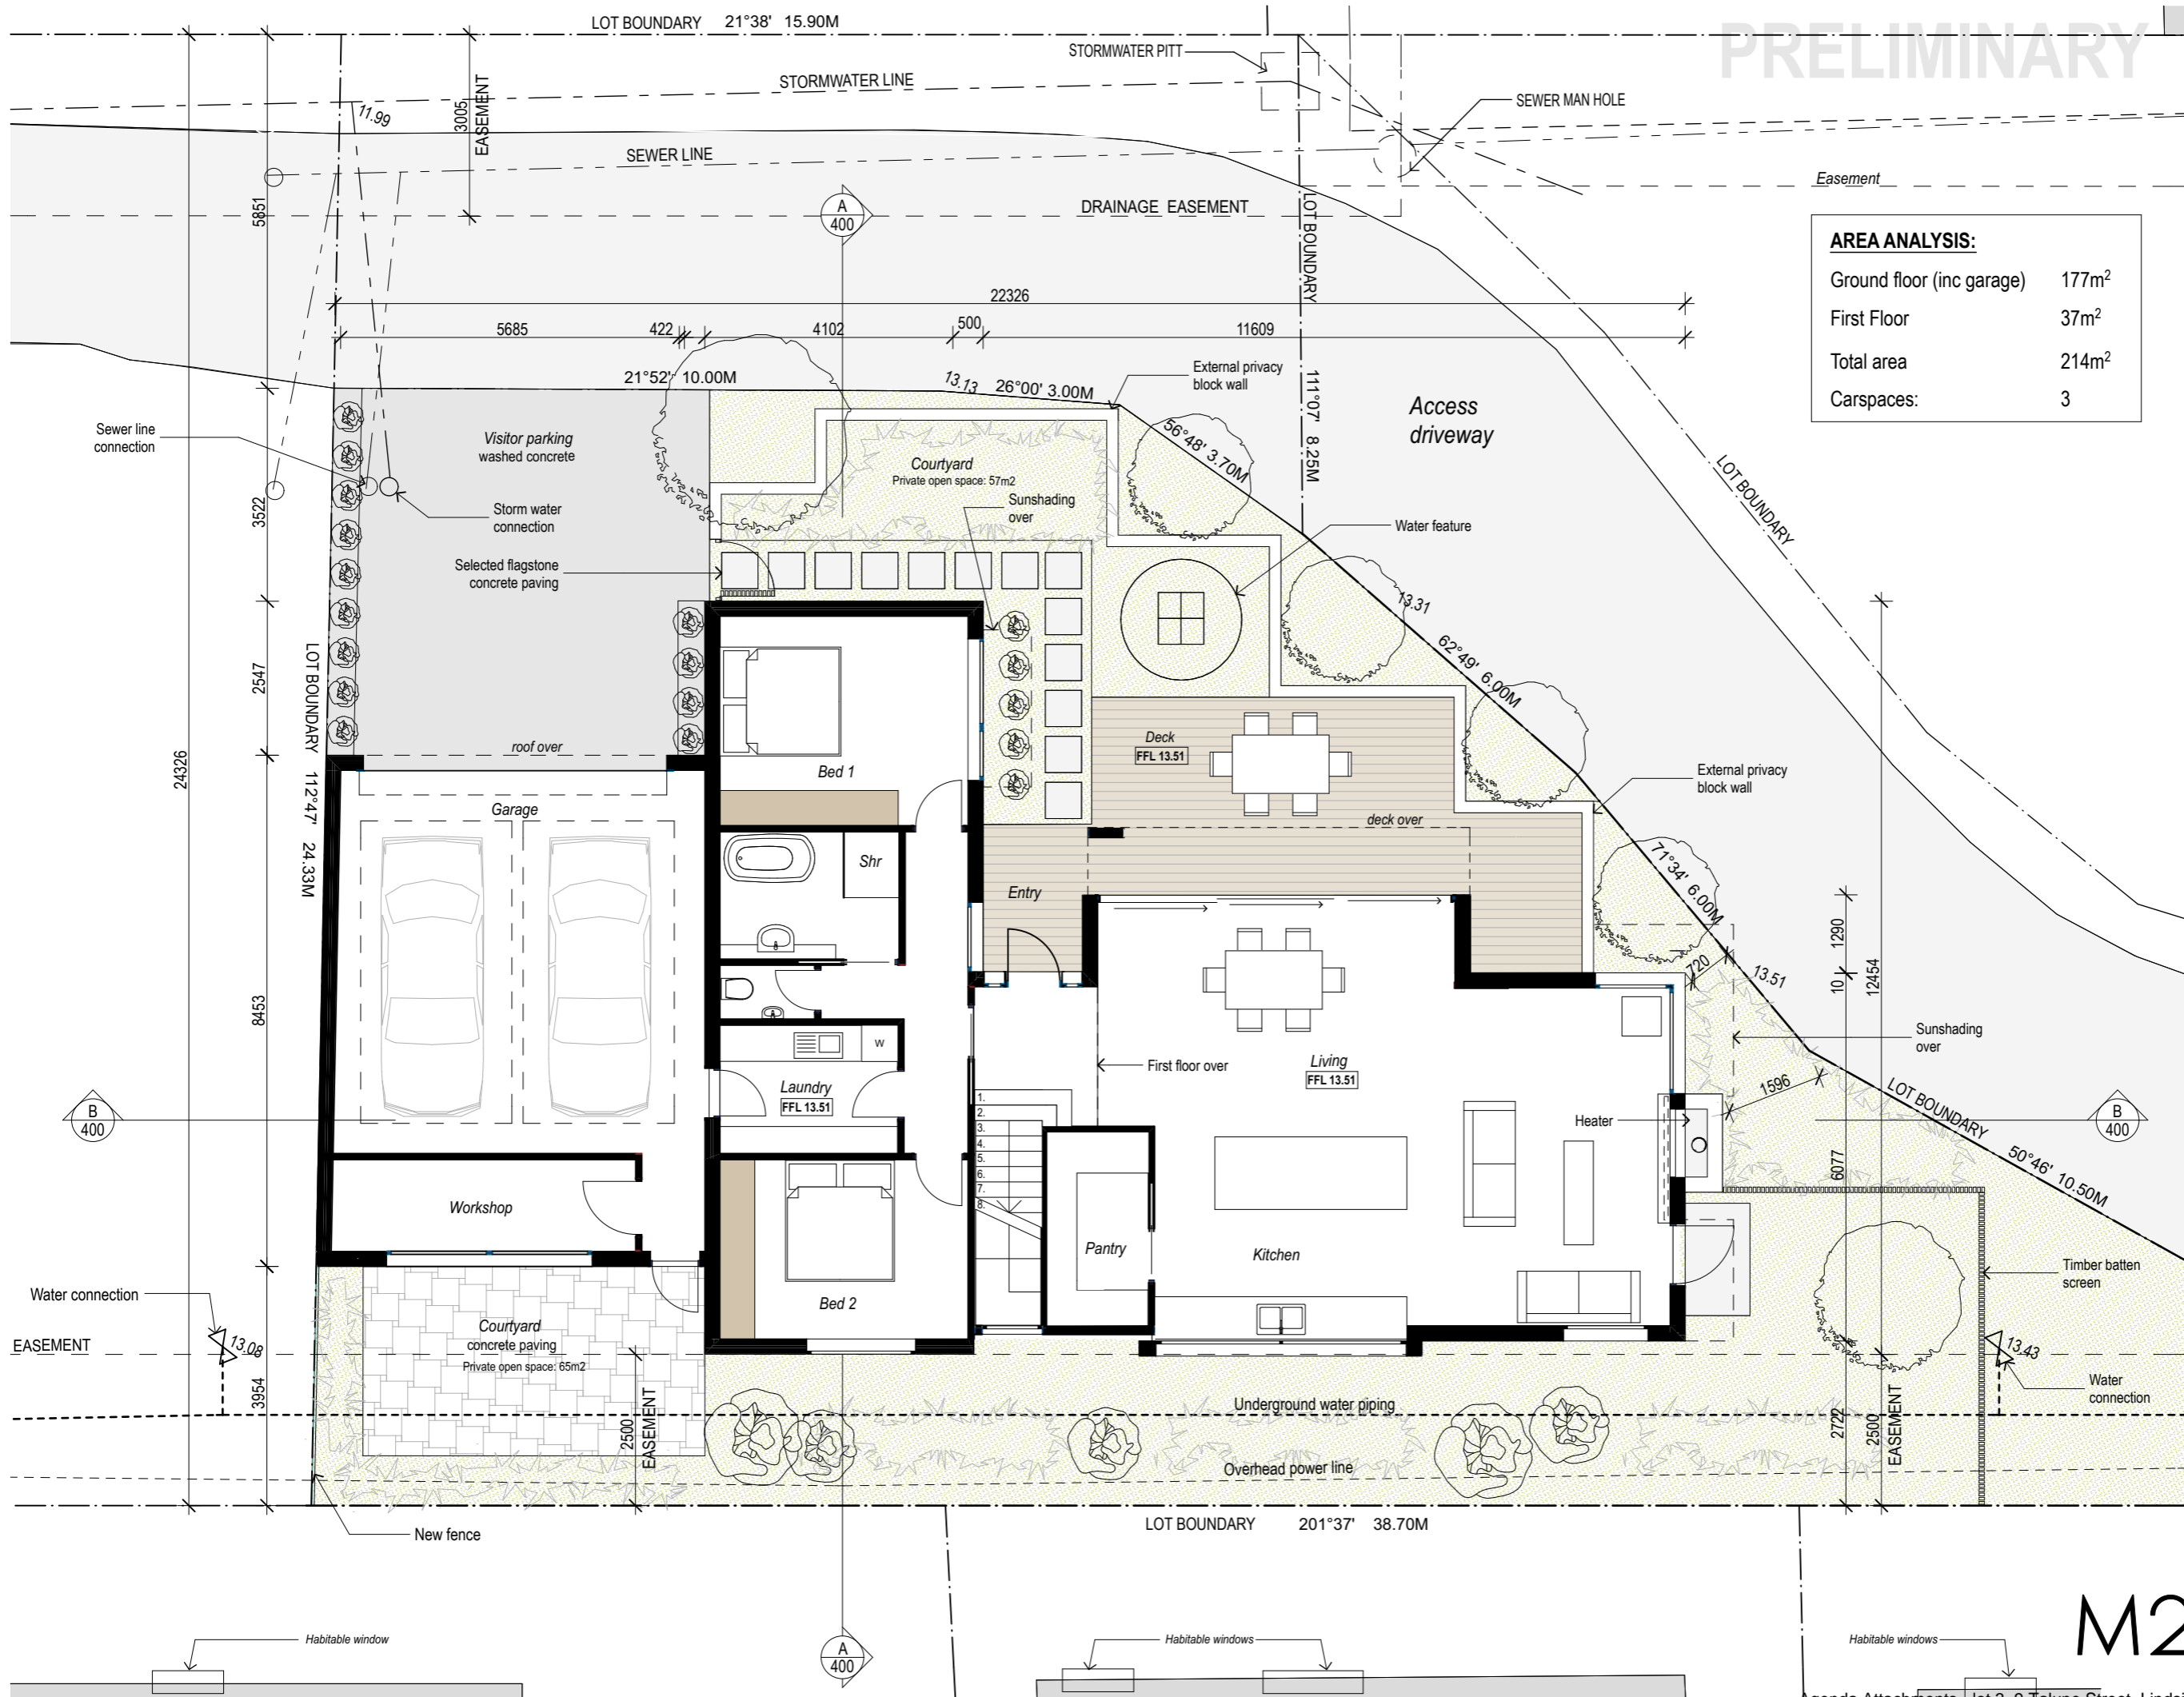 LOT BOUNDARY 21°38' 15.90M
PRELIMINARY
STORMWATER PITT
STORMWATER LINE
SEWER MAN HOLE
11.99
3005
EASEMENT
SEWER LINE
Easement
DRAINAGE EASEMENT
A
400
5851
LOT BOUNDARY
111°07' 8.25M
AREA ANALYSIS:
Ground floor (inc garage) 177m²
First Floor 37m²
Total area 214m²
Carspaces: 3
22326
5685
422
4102
500
11609
External privacy
block wall
21°52' 10.00M
13.13
26°00' 3.00M
56°48' 3.70M
Access
driveway
Sewer line
connection
Visitor parking
washed concrete
Courtyard
Private open space: 57m2
LOT BOUNDARY
Sunshading
over
Storm water
connection
3522
Water feature
Selected flagstone
concrete paving
13.31
62°49' 6.00M
LOT BOUNDARY 112°47' 24.33M
2547
24326
roof over
Bed 1
Deck
FFL 13.51
External privacy
block wall
Garage
deck over
Shr
Entry
71°34' 6.00M
1290
720
13.51
10
12454
8453
Sunshading
over
First floor over
Living
FFL 13.51
W
Laundry
FFL 13.51
1596
LOT BOUNDARY
50°46' 10.50M
B
400
B
400
Heater
1.
2.
3.
4.
5.
6.
7.
8.
6077
Workshop
Pantry
Kitchen
Timber batten
screen
Water connection
Bed 2
Courtyard
concrete paving
Private open space: 65m2
EASEMENT
13.08
13.43
Water
connection
3954
2500
EASEMENT
Underground water piping
2722
2500
EASEMENT
Overhead power line
New fence
LOT BOUNDARY 201°37' 38.70M
M2
Habitable window
A
400
Habitable windows
Habitable windows